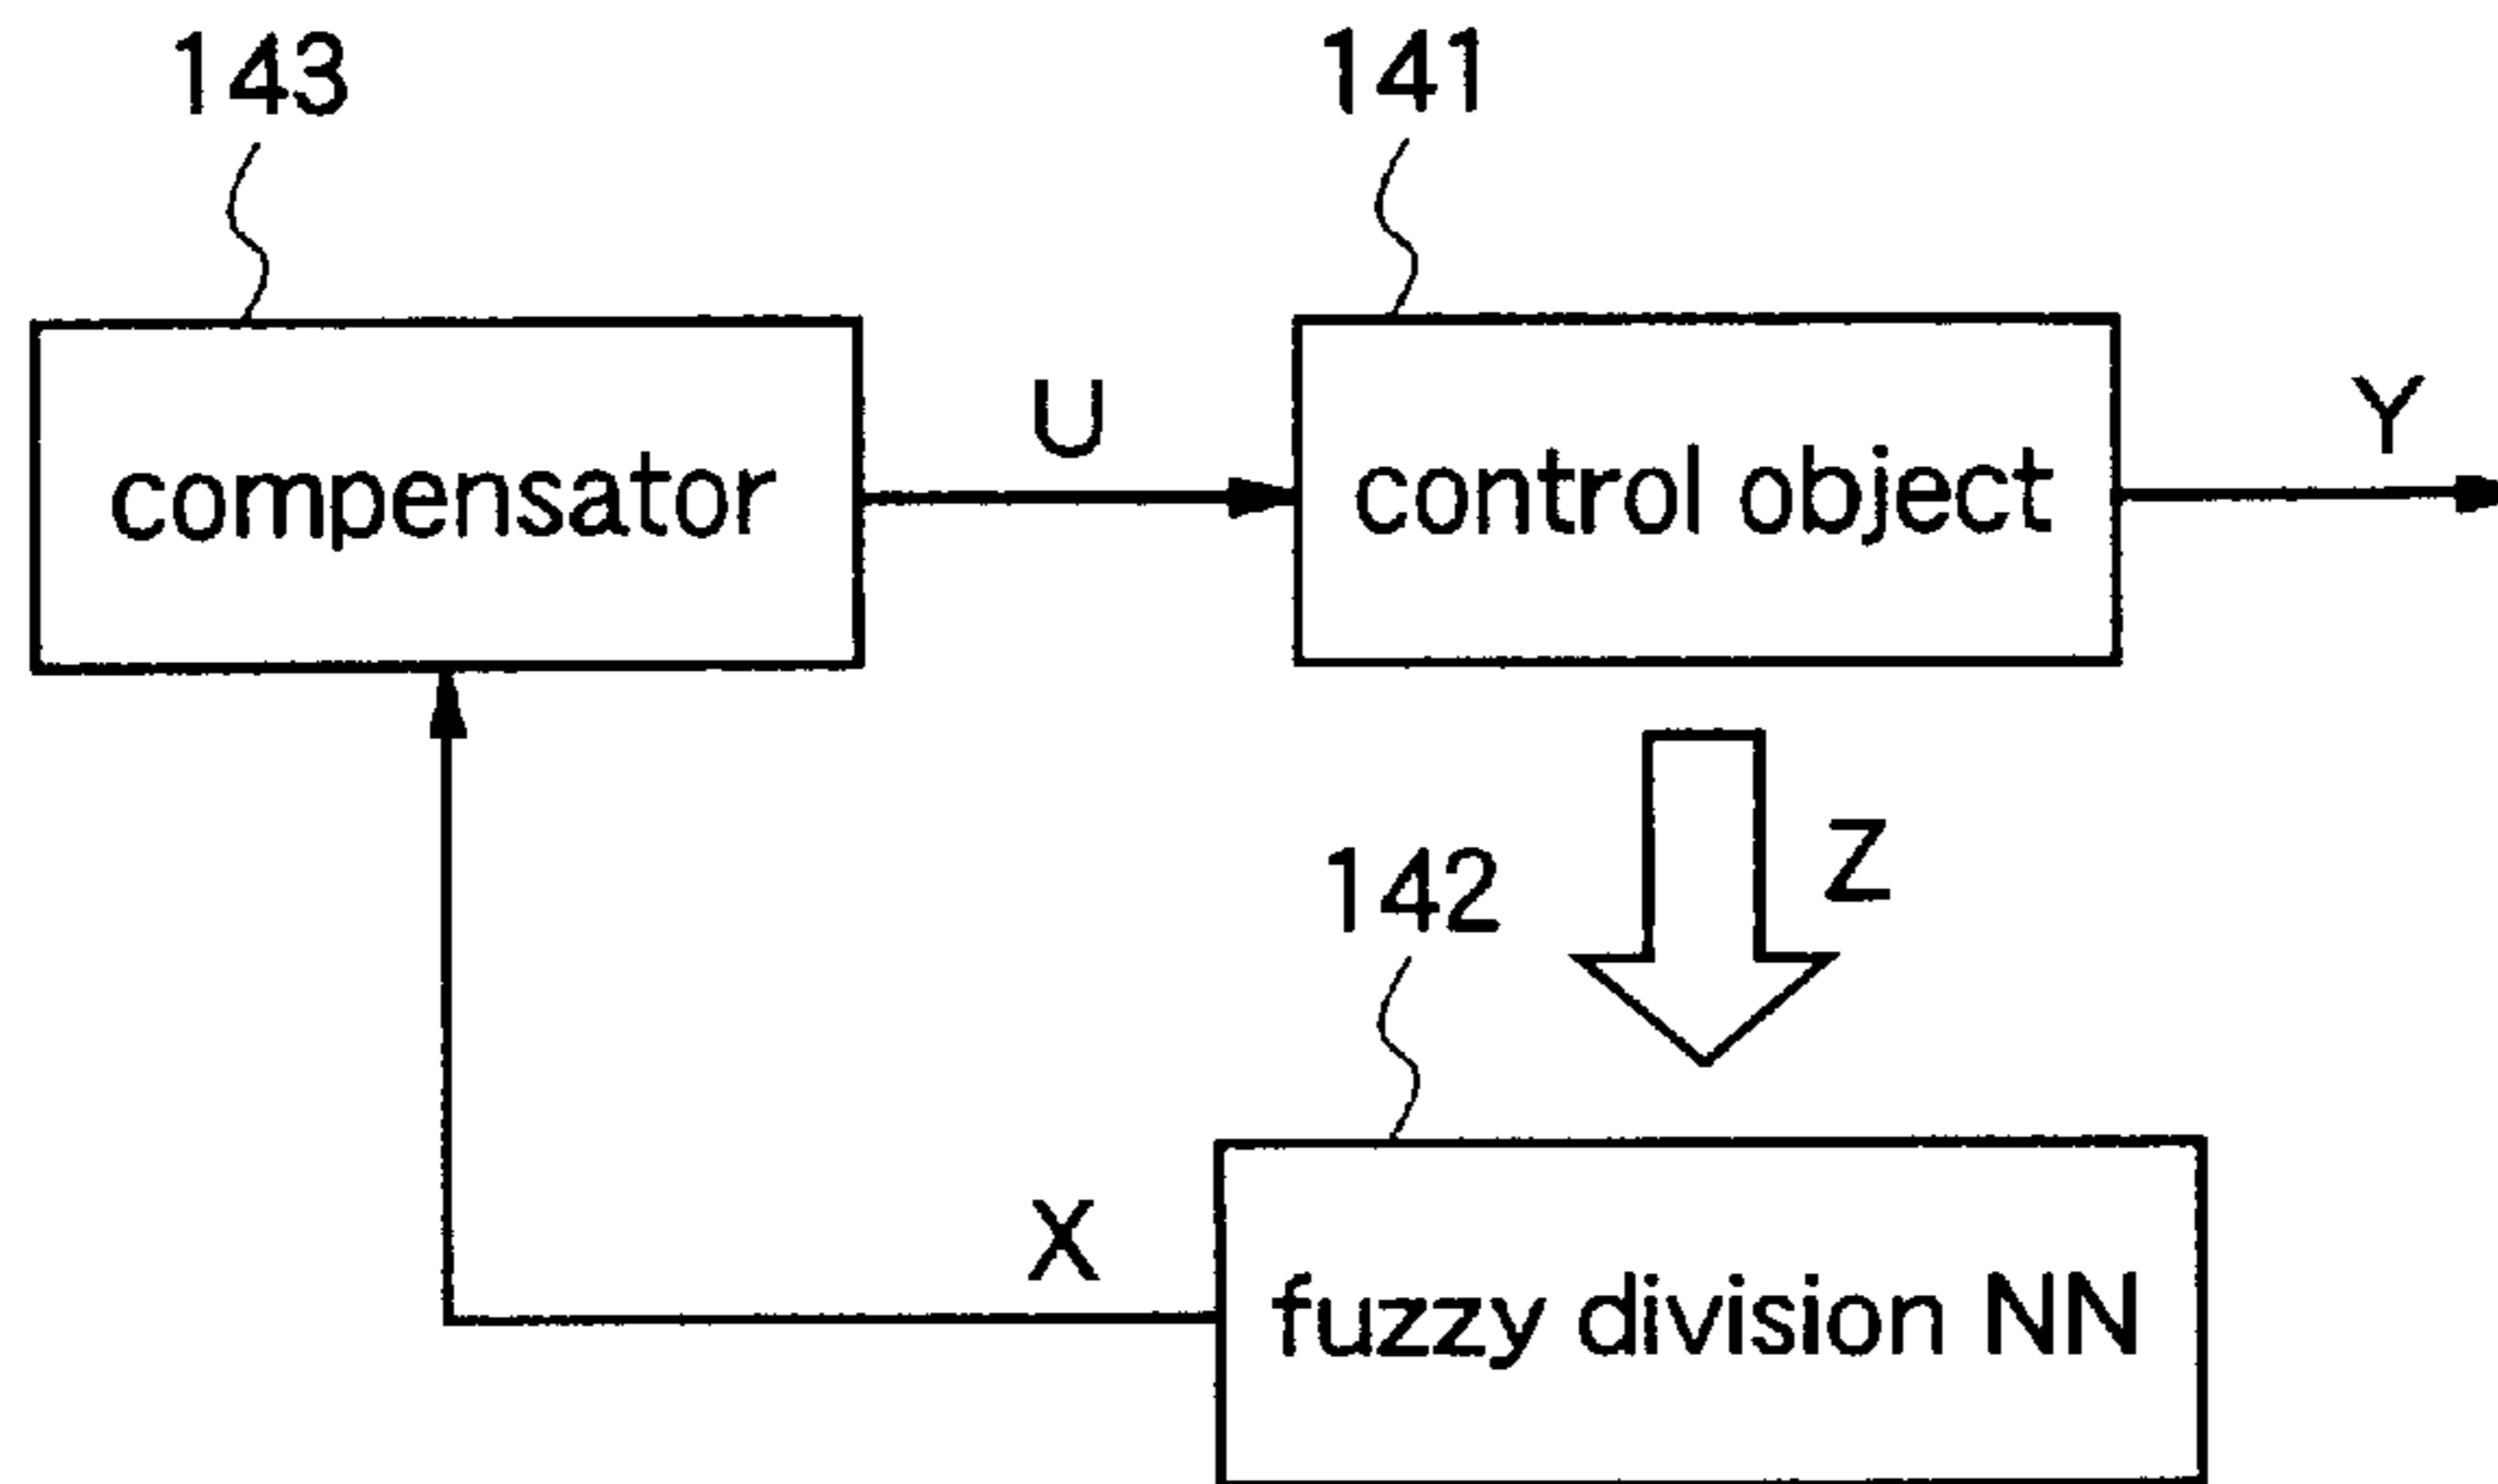 143
141
compensator
U
control object
Y
Z
142
X
fuzzy division NN